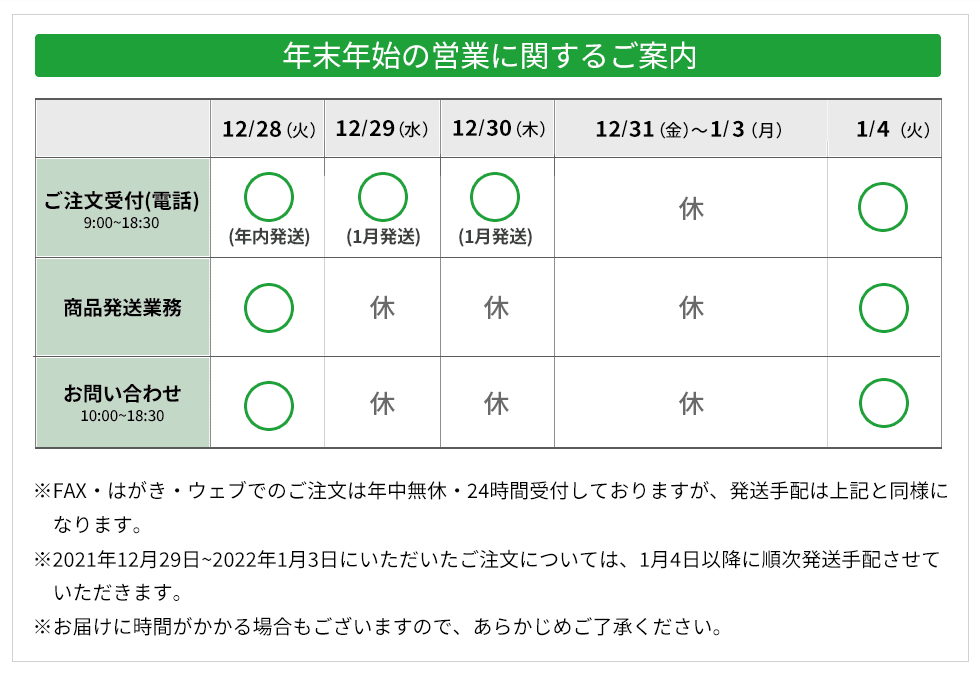 年末年始の営業に関するご案内
12/28（火） 12/29（水） 12/30（木） 12/31（金）～1/3（月） 1/4（火）
ご注文受付(電話)
9:00~18:30
休
(年内発送) (1月発送) (1月発送)
商品発送業務 休 休 休
お問い合わせ
10:00~18:30
休 休 休
※FAX・はがき・ウェブでのご注文は年中無休・24時間受付しておりますが、発送手配は上記と同様に
なります。
※2021年12月29日~2022年1月3日にいただいたご注文については、1月4日以降に順次発送手配させて
いただきます。
※お届けに時間がかかる場合もございますので、あらかじめご了承ください。